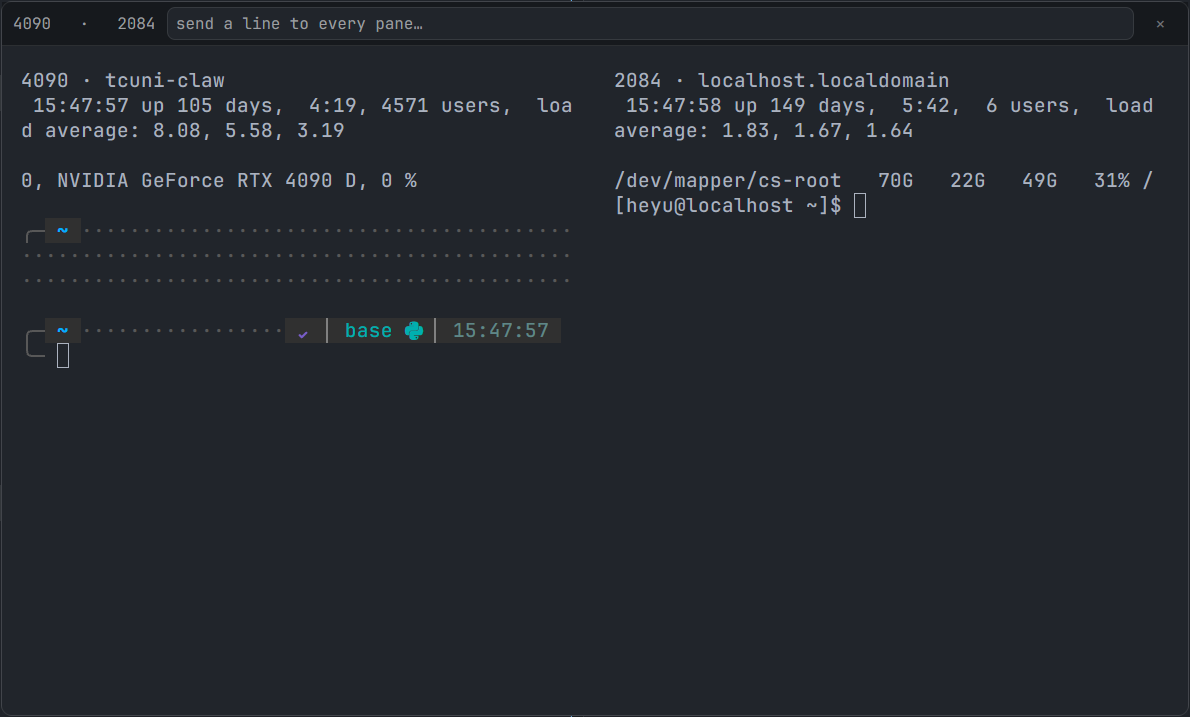 4090 · 2084 send a line to every pane… ×
4090 · tcuni-claw
15:47:57 up 105 days,  4:19, 4571 users,  loa
d average: 8.08, 5.58, 3.19
0, NVIDIA GeForce RTX 4090 D, 0 %
~
~ ✓ base 15:47:57
2084 · localhost.localdomain
15:47:58 up 149 days,  5:42,  6 users,  load
average: 1.83, 1.67, 1.64
/dev/mapper/cs-root   70G   22G   49G   31% /
[heyu@localhost ~]$